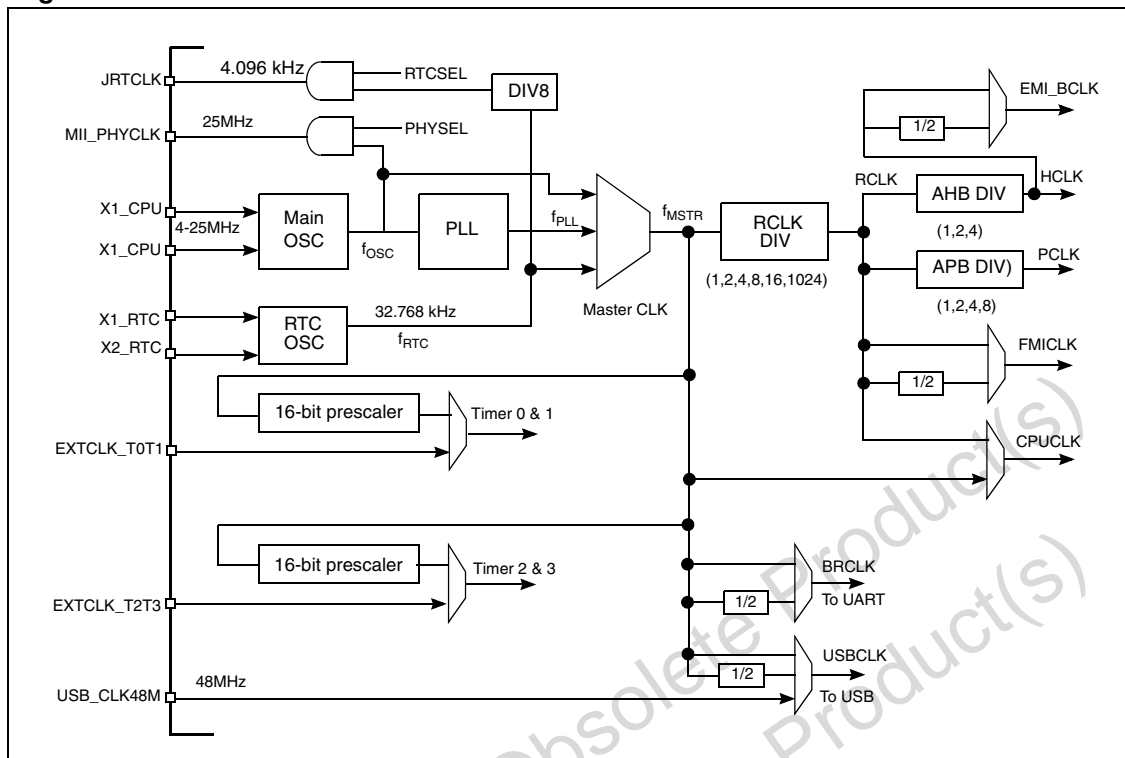 JRTCLK
4.096 kHz
RTCSEL
DIV8
EMI_BCLK
MII_PHYCLK
25MHz
PHYSEL
1/2
X1_CPU
4-25MHz
X1_CPU
Main
OSC
fOSC
PLL
fPLL
fMSTR
Master CLK
RCLK
DIV
(1,2,4,8,16,1024)
RCLK
AHB DIV
(1,2,4)
HCLK
APB DIV)
(1,2,4,8)
PCLK
X1_RTC
X2_RTC
RTC
OSC
32.768 kHz
fRTC
FMICLK
1/2
16-bit prescaler
Timer 0 & 1
EXTCLK_T0T1
CPUCLK
16-bit prescaler
Timer 2 & 3
EXTCLK_T2T3
BRCLK
1/2
To UART
USBCLK
1/2
To USB
USB_CLK48M
48MHz
Obsolete Product(s)
Product(s)